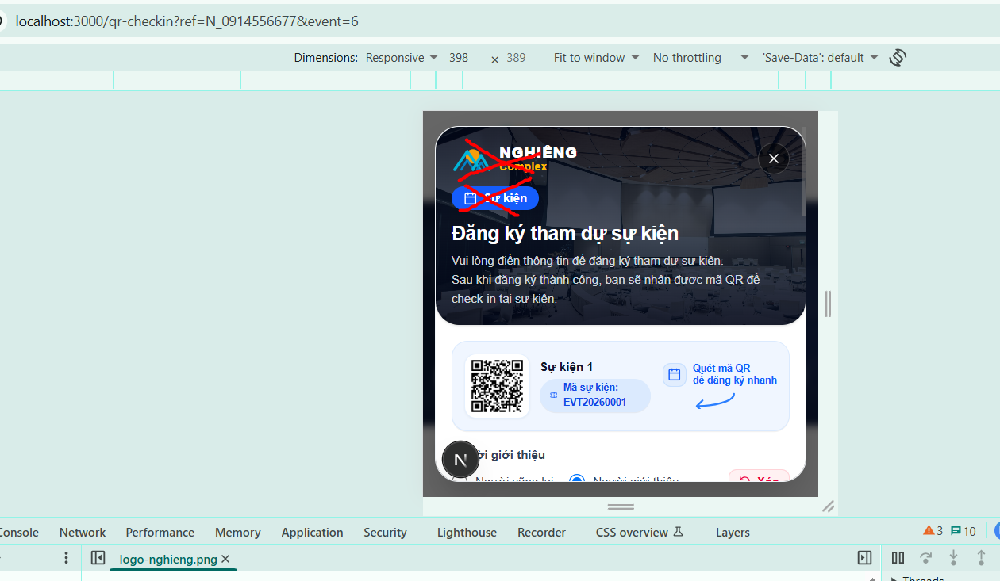 localhost:3000/qr-checkin?ref=N_0914556677&event=6
Dimensions: Responsive 398 × 389 Fit to window No throttling 'Save-Data': default
NGHIÊNG
Complex
Sự kiện
Đăng ký tham dự sự kiện
Vui lòng điền thông tin để đăng ký tham dự sự kiện.
Sau khi đăng ký thành công, bạn sẽ nhận được mã QR để
check-in tại sự kiện.
Sự kiện 1
Mã sự kiện:
EVT20260001
Quét mã QR
để đăng ký nhanh
giới thiệu
Người vãng lai Người giới thiệu Xóa
N
Console Network Performance Memory Application Security Lighthouse Recorder CSS overview Layers 3 10
logo-nghieng.png
Threads